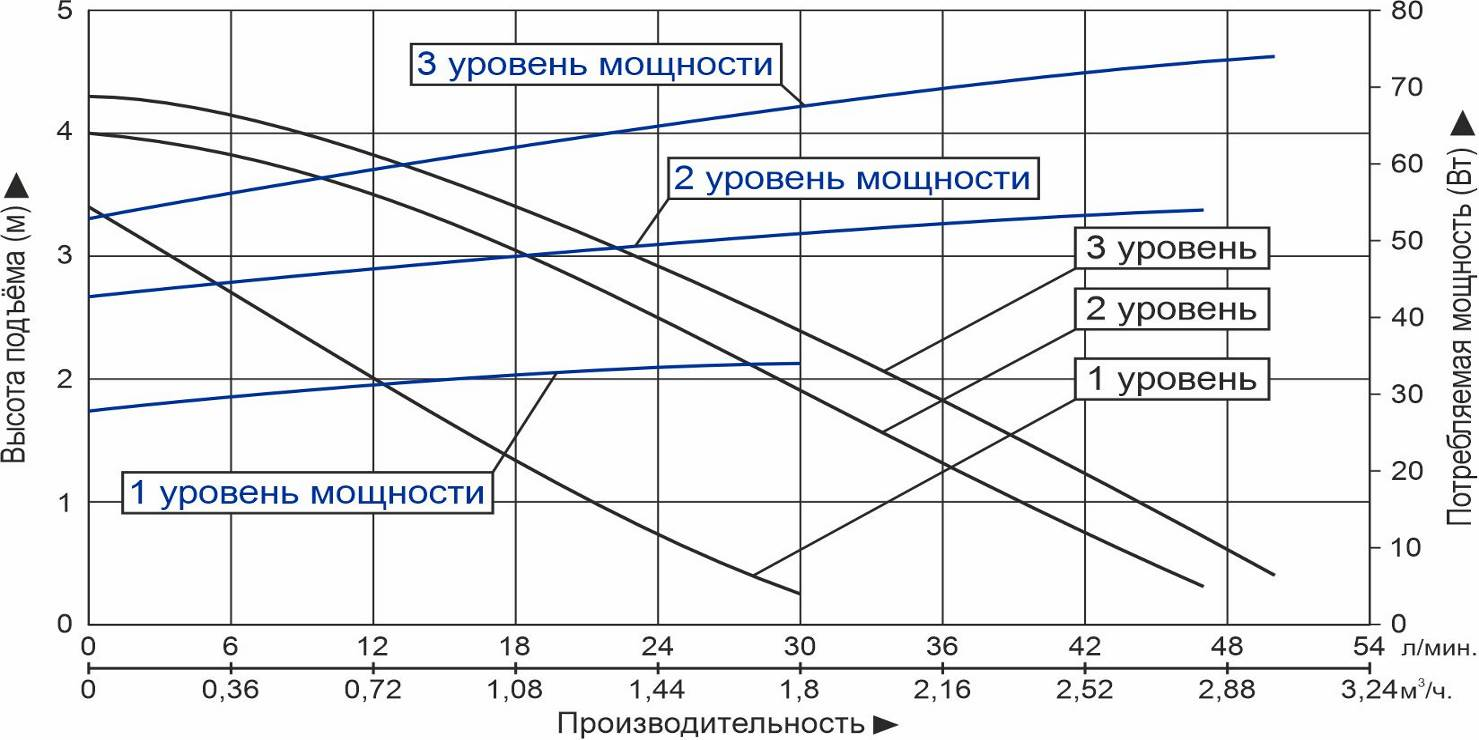 5
80
3 уровень мощности
70
4
60
2 уровень мощности
Высота подъёма (м) ▲
Потребляемая мощность (Вт) ▲
50
3
3 уровень
2 уровень
40
2
1 уровень
30
1 уровень мощности
20
1
10
0
0
0 6 12 18 24 30 36 42 48 54 л/мин.
0 0,36 0,72 1,08 1,44 1,8 2,16 2,52 2,88 3,24 м³/ч.
Производительность ►